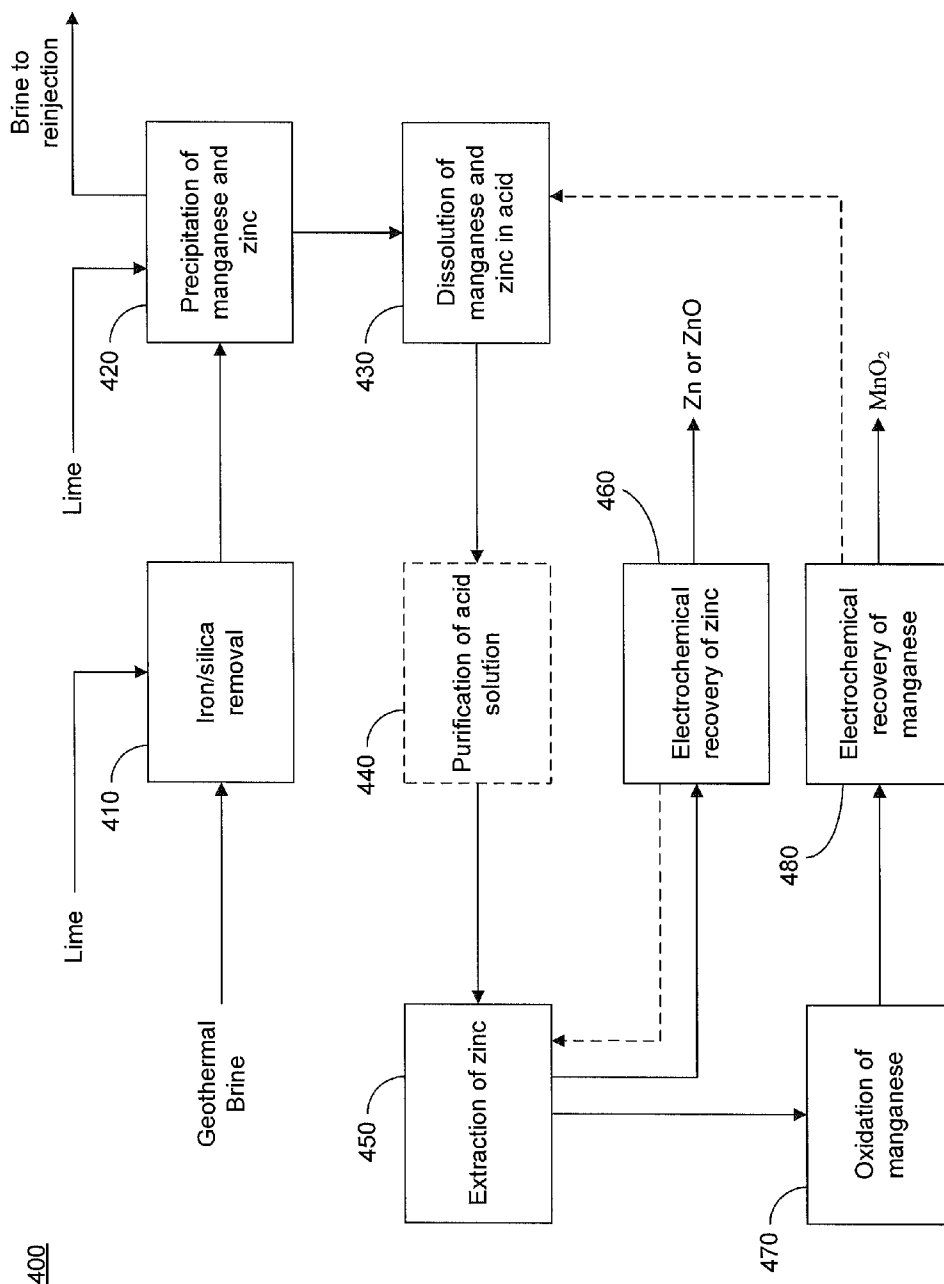 400
Lime
Lime
Brine to
reinjection
Geothermal
Brine
410
Iron/silica
removal
420
Precipitation of
manganese and
zinc
430
Dissolution of
manganese and
zinc in acid
440
Purification of acid
solution
450
Extraction of zinc
460
Electrochemical
recovery of zinc
Zn or ZnO
470
Oxidation of
manganese
480
Electrochemical
recovery of
manganese
MnO₂